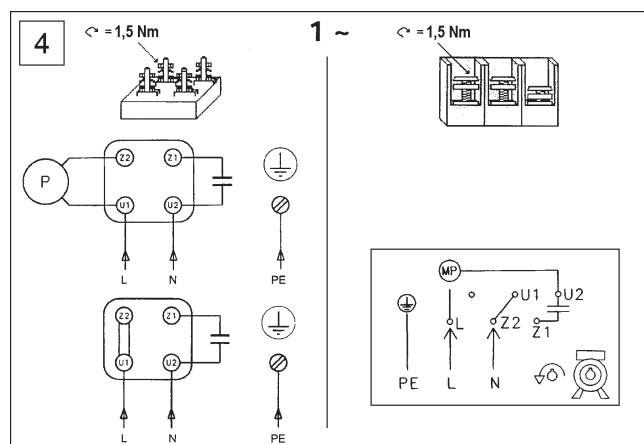 4
= 1,5 Nm
1 ~
= 1,5 Nm
Z2 Z1
P
U1 U2
L N PE
Z2 Z1
U1 U2
L N PE
MP
U1 U2
L Z2 Z1
PE L N